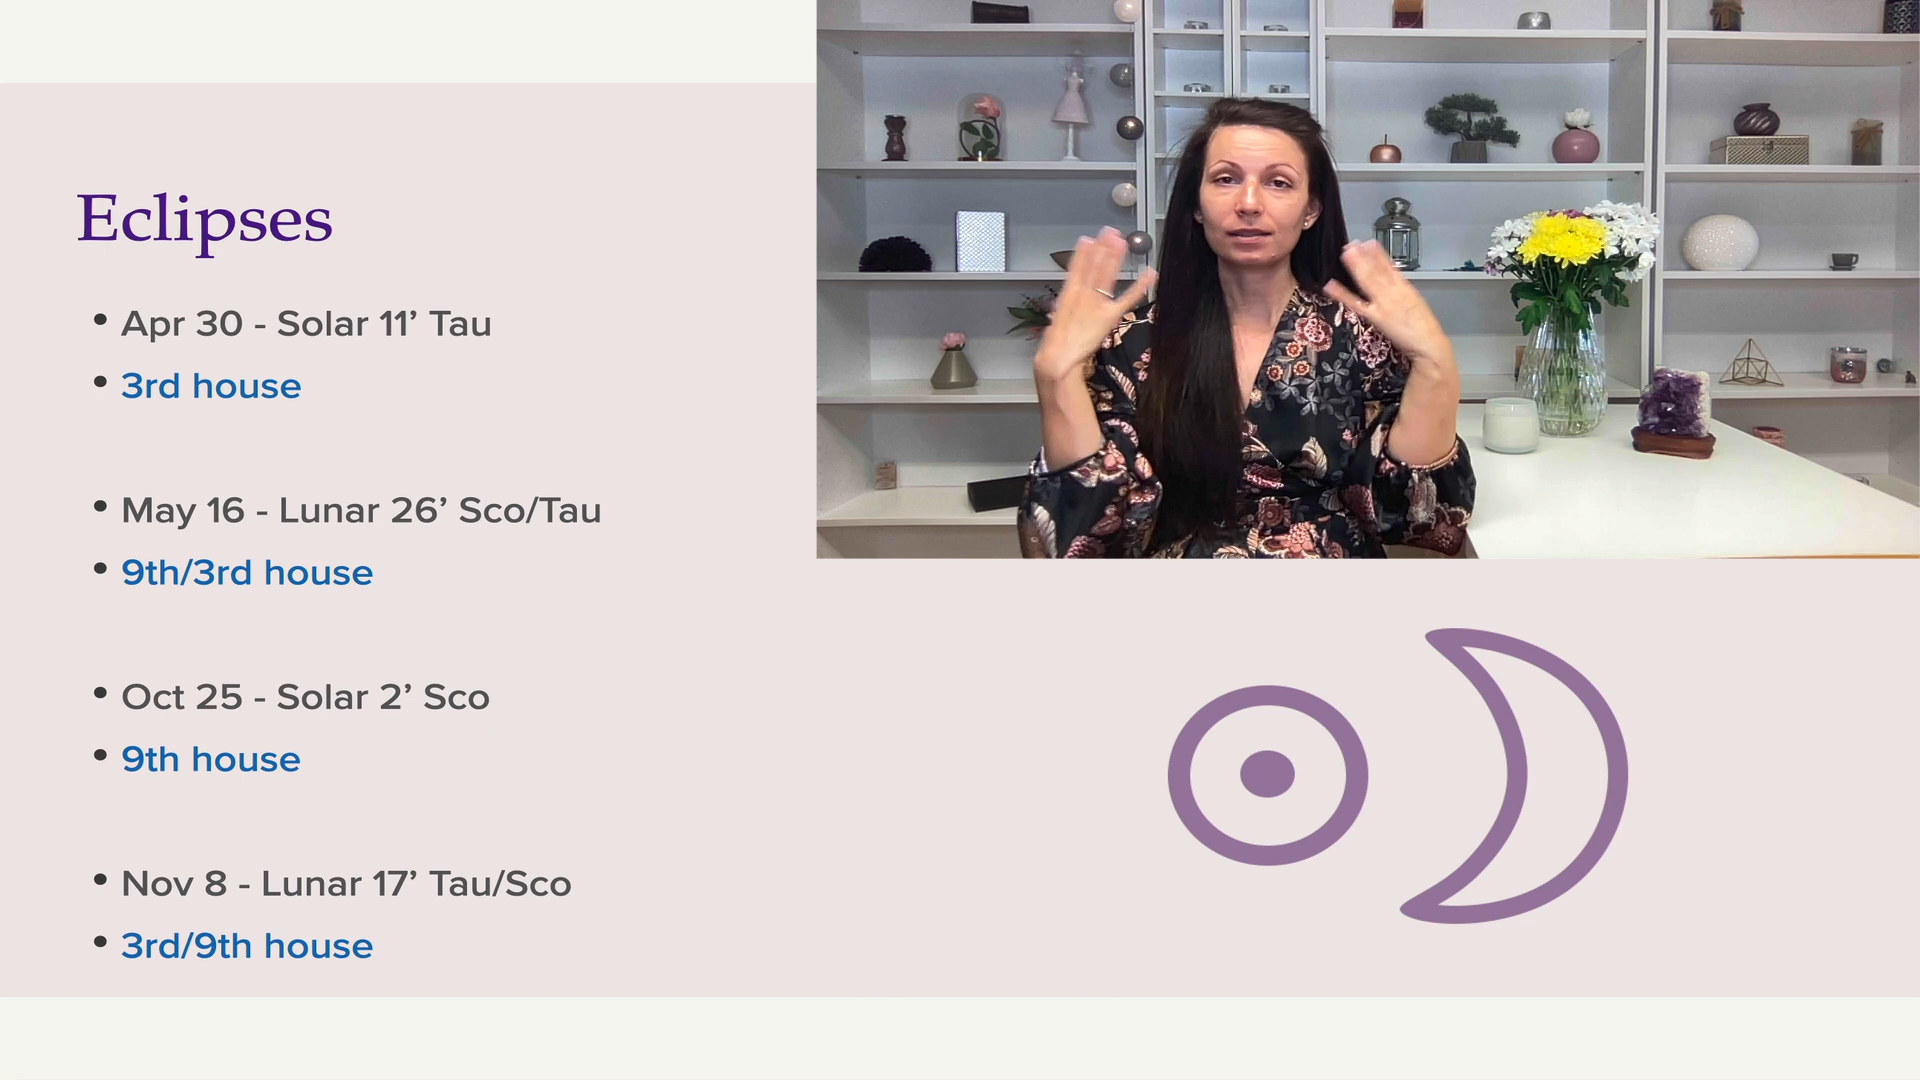 Eclipses
• Apr 30 - Solar 11’ Tau
• 3rd house
• May 16 - Lunar 26’ Sco/Tau
• 9th/3rd house
• Oct 25 - Solar 2’ Sco
• 9th house
• Nov 8 - Lunar 17’ Tau/Sco
• 3rd/9th house